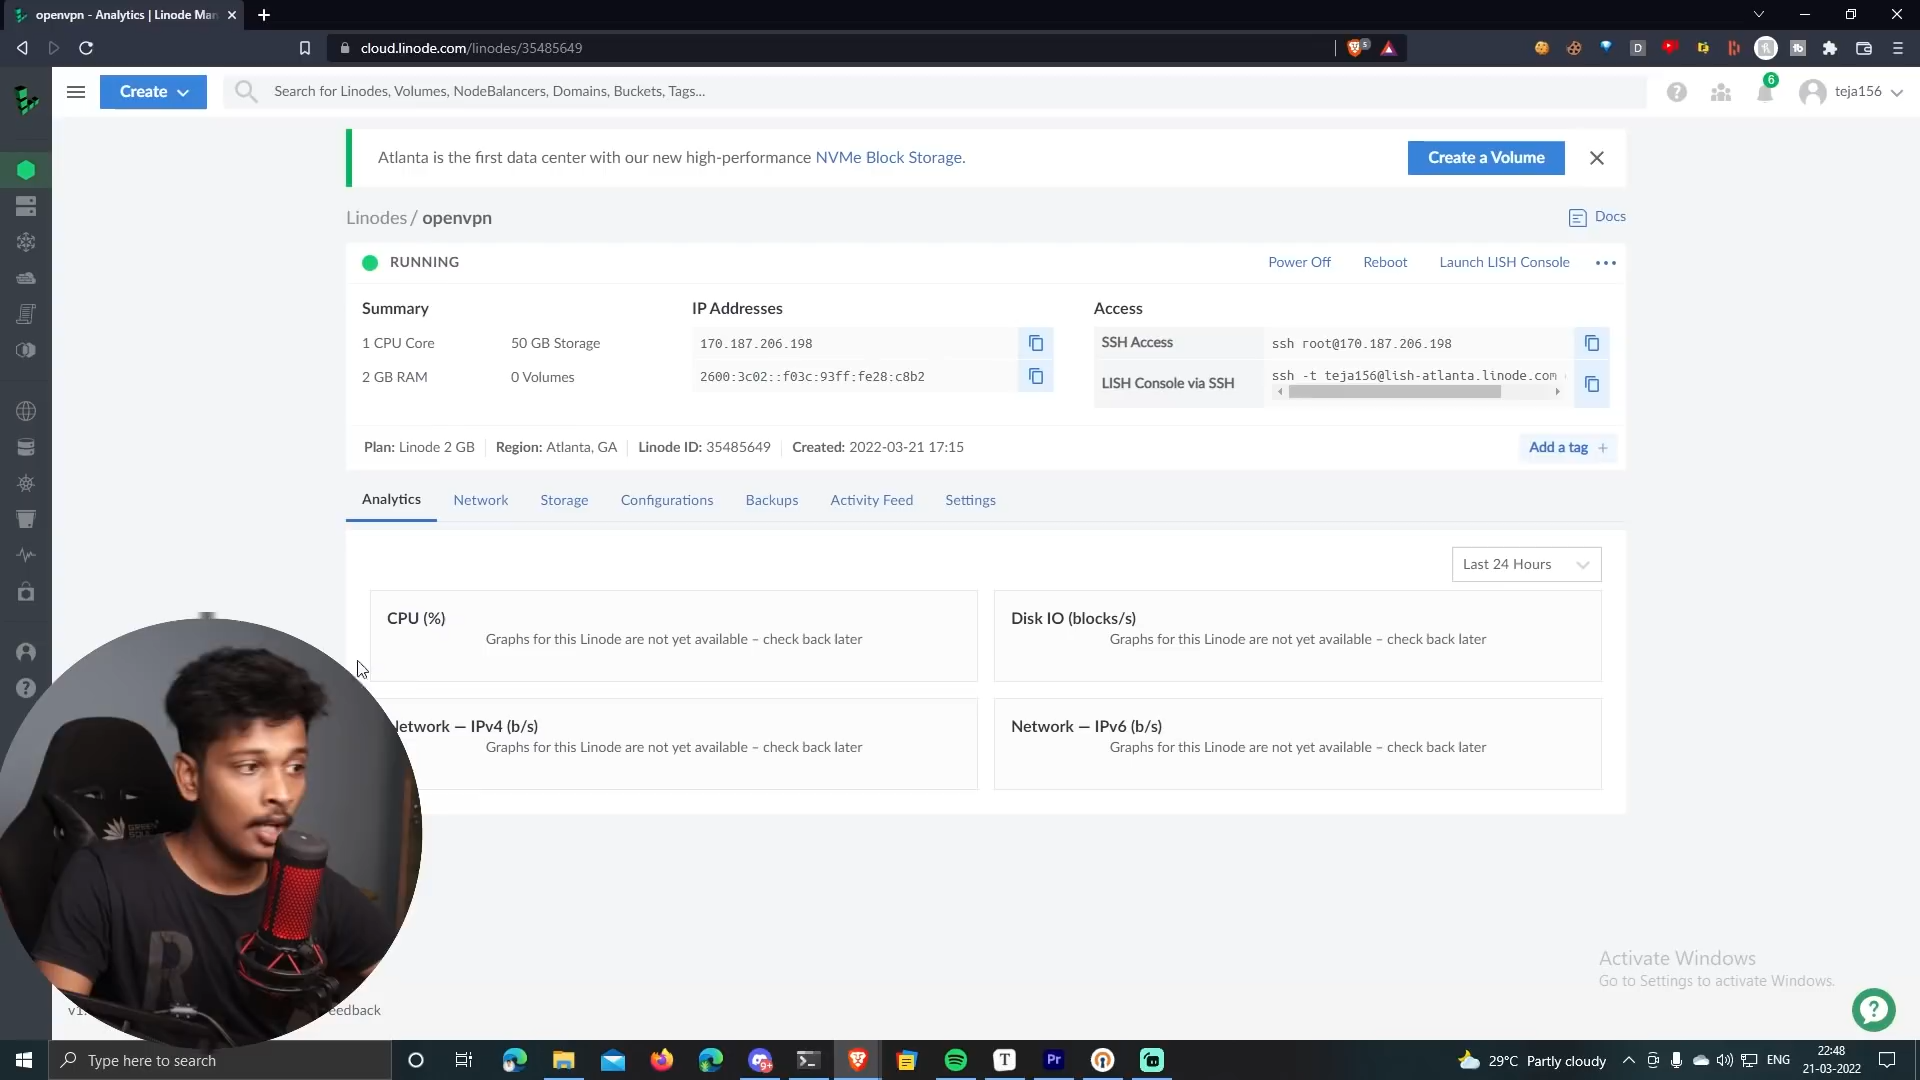 openvpn - Analytics | Linode Man
cloud.linode.com/linodes/35485649
5
D
Create
Search for Linodes, Volumes, NodeBalancers, Domains, Buckets, Tags...
6
teja156
Atlanta is the first data center with our new high-performance NVMe Block Storage.
Create a Volume
Linodes / openvpn
Docs
RUNNING
Power Off
Reboot
Launch LISH Console
Summary
IP Addresses
Access
1 CPU Core
50 GB Storage
170.187.206.198
SSH Access
ssh root@170.187.206.198
2 GB RAM
0 Volumes
2600:3c02::f03c:93ff:fe28:c8b2
LISH Console via SSH
ssh -t teja156@lish-atlanta.linode.com
Plan: Linode 2 GB
Region: Atlanta, GA
Linode ID: 35485649
Created: 2022-03-21 17:15
Add a tag +
Analytics
Network
Storage
Configurations
Backups
Activity Feed
Settings
Last 24 Hours
CPU (%)
Graphs for this Linode are not yet available – check back later
Disk IO (blocks/s)
Graphs for this Linode are not yet available – check back later
Network — IPv4 (b/s)
Graphs for this Linode are not yet available – check back later
Network — IPv6 (b/s)
Graphs for this Linode are not yet available – check back later
GREEN SOUL
R
Activate Windows
Go to Settings to activate Windows.
v1.
eedback
Type here to search
9+
T
Pr
29°C Partly cloudy
ENG
22:48
21-03-2022